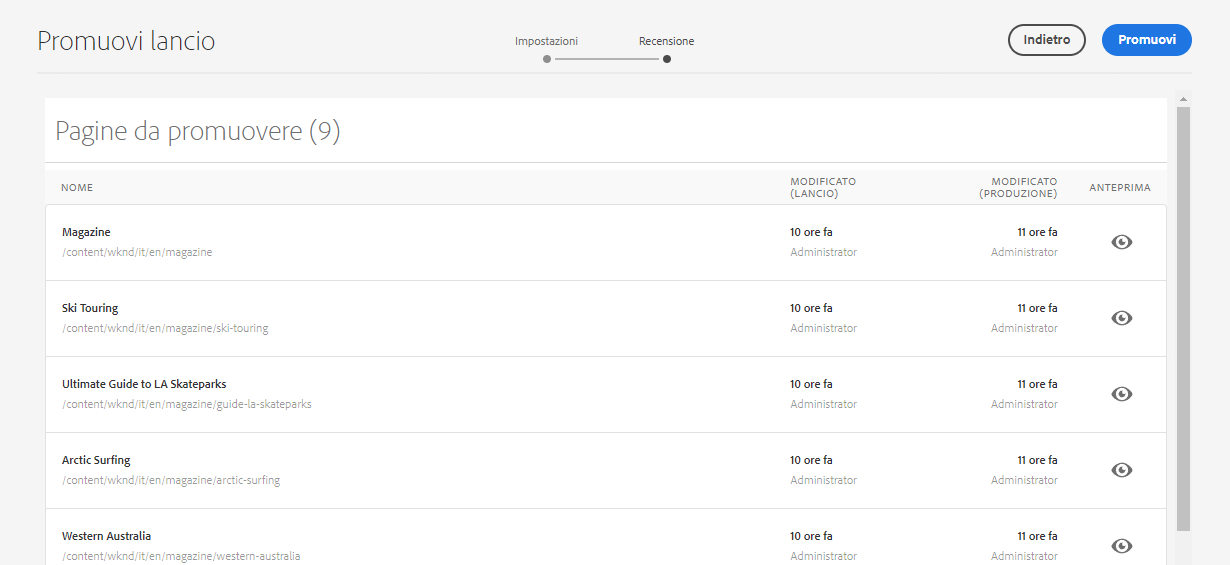 Promuovi lancio
Impostazioni
Recensione
Indietro
Promuovi
Pagine da promuovere (9)
NOME
MODIFICATO
(LANCIO)
MODIFICATO
(PRODUZIONE)
ANTEPRIMA
Magazine
10 ore fa
11 ore fa
/content/wknd/it/en/magazine
Administrator
Administrator
Ski Touring
10 ore fa
11 ore fa
/content/wknd/it/en/magazine/ski-touring
Administrator
Administrator
Ultimate Guide to LA Skateparks
10 ore fa
11 ore fa
/content/wknd/it/en/magazine/guide-la-skateparks
Administrator
Administrator
Arctic Surfing
10 ore fa
11 ore fa
/content/wknd/it/en/magazine/arctic-surfing
Administrator
Administrator
Western Australia
10 ore fa
11 ore fa
/content/wknd/it/en/magazine/western-australia
Administrator
Administrator